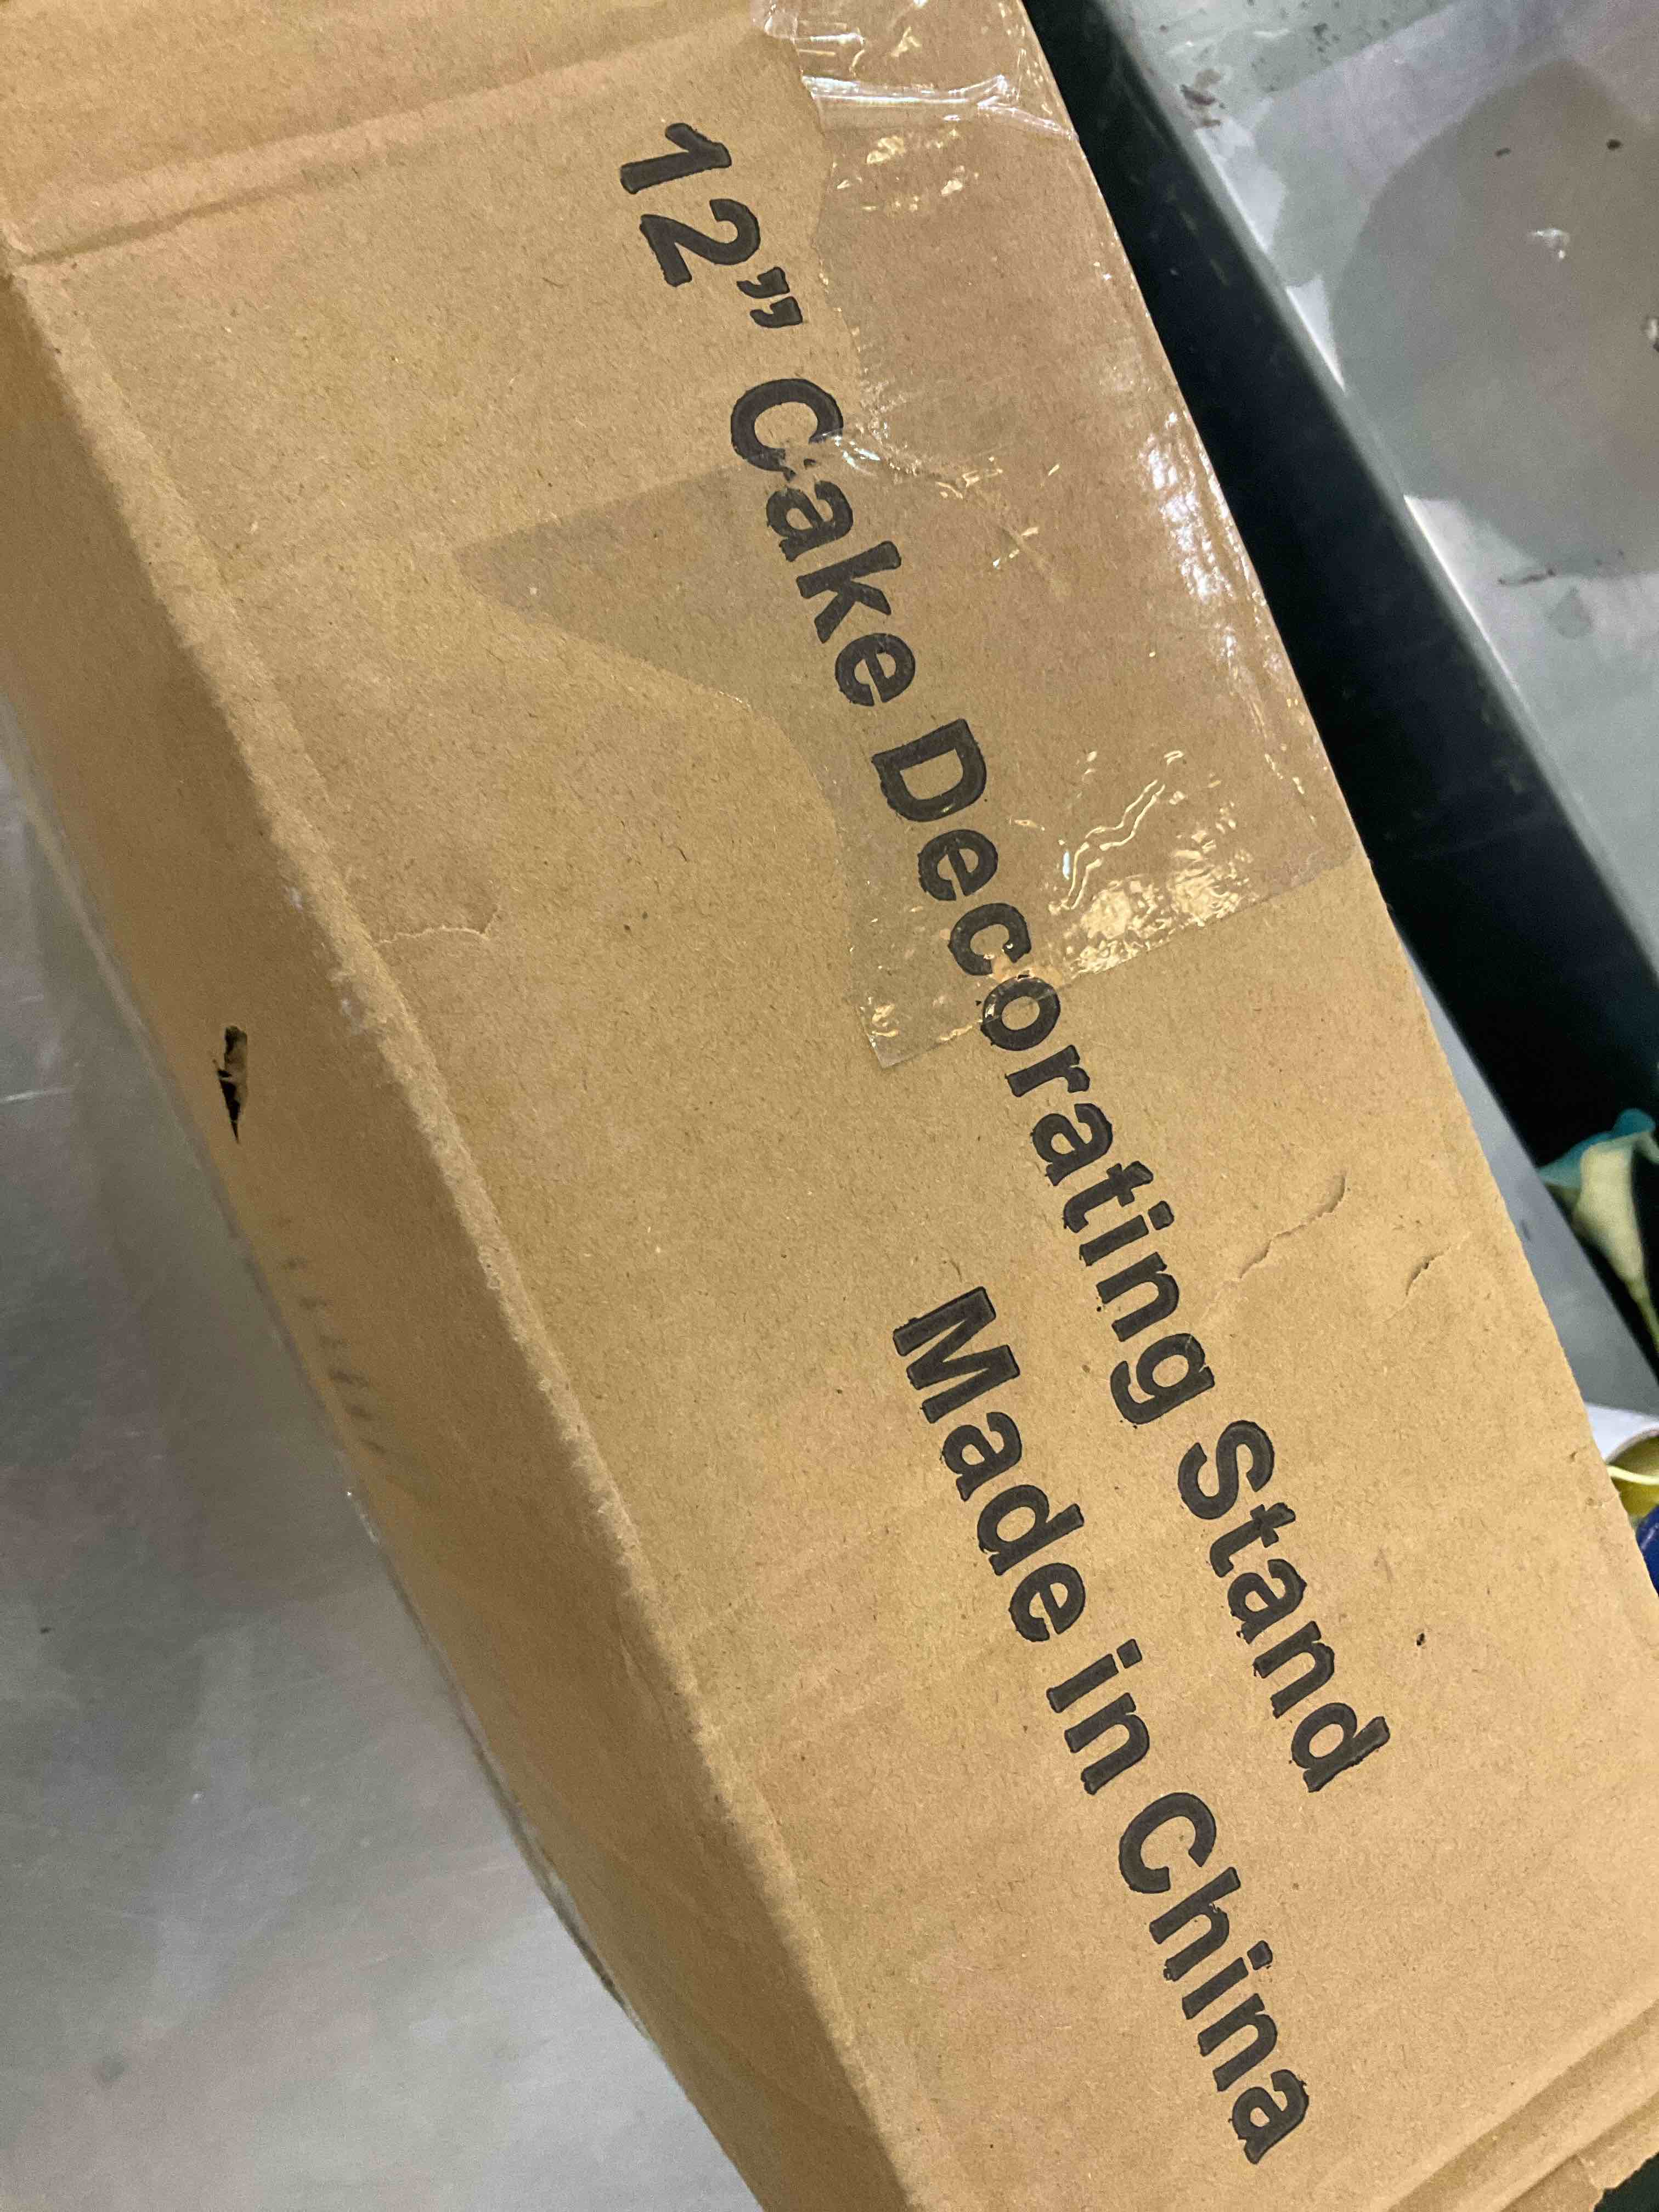 12” Cake Decorating Stand
Made in China